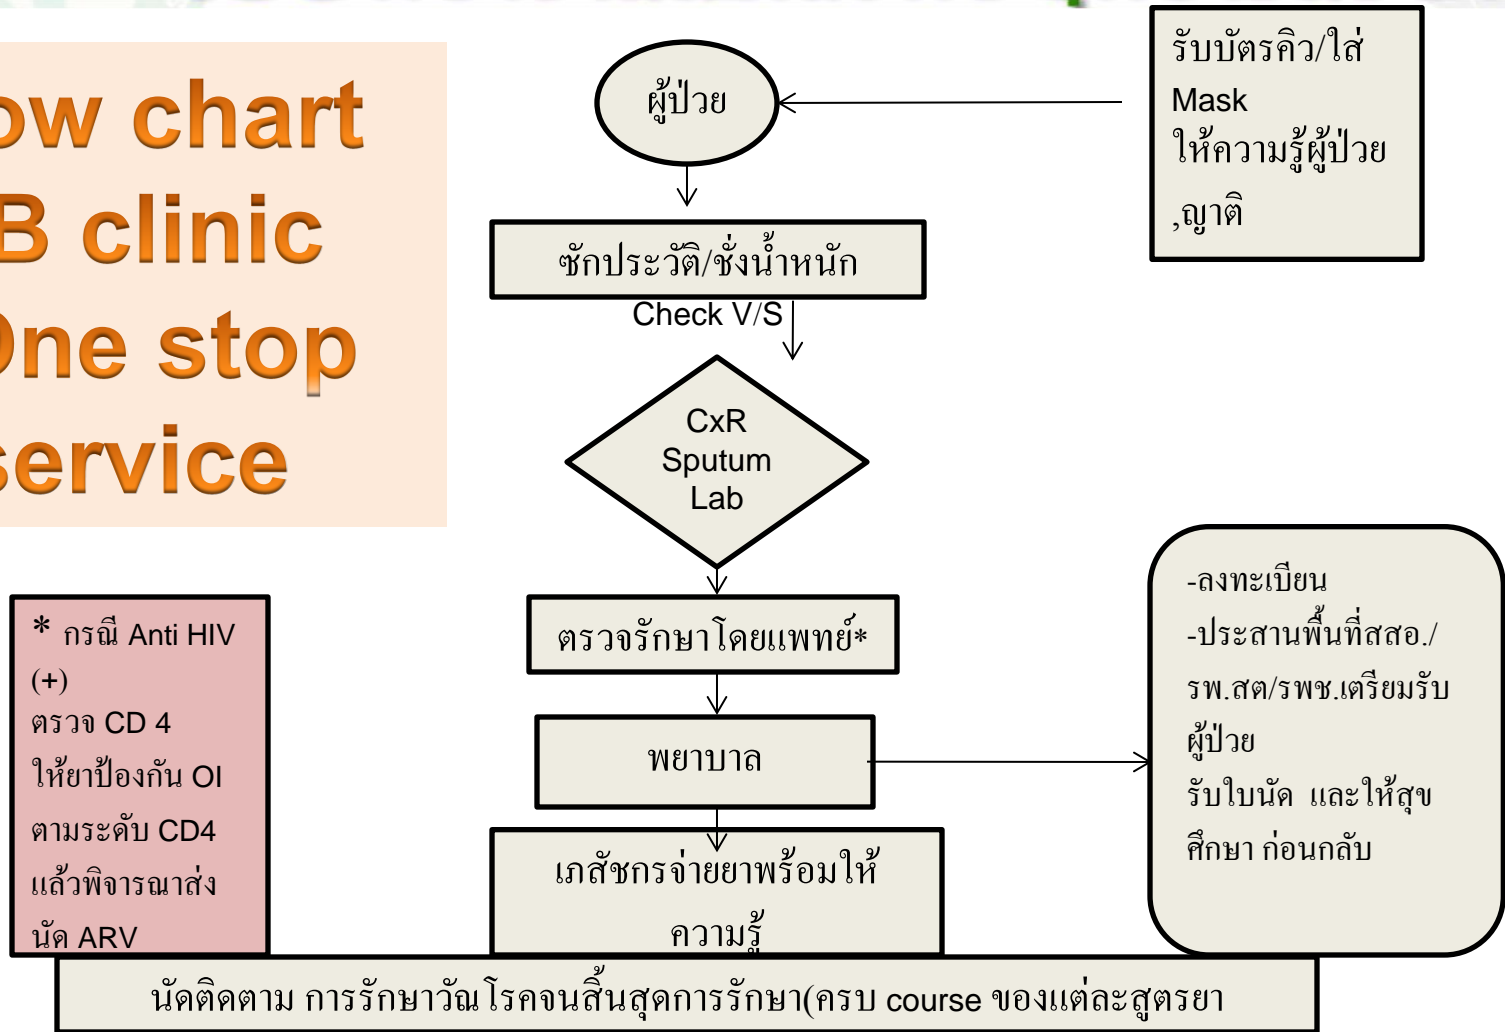 ow chart
B clinic
One stop
service
ผู้ป่วย
รับบัตรคิว/ใส่
Mask
ให้ความรู้ผู้ป่วย
,ญาติ
ซักประวัติ/ชั่งน้ำหนัก
Check V/S
CxR
Sputum
Lab
ตรวจรักษาโดยแพทย์*
พยาบาล
เภสัชกรจ่ายยาพร้อมให้
ความรู้
-ลงทะเบียน
-ประสานพื้นที่สสอ./
รพ.สต/รพช.เตรียมรับ
ผู้ป่วย
รับใบนัด และให้สุข
ศึกษา ก่อนกลับ
* กรณี Anti HIV
(+)
ตรวจ CD 4
ให้ยาป้องกัน OI
ตามระดับ CD4
แล้วพิจารณาส่ง
นัด ARV
นัดติดตาม การรักษาวัณโรคจนสิ้นสุดการรักษา(ครบ course ของแต่ละสูตรยา